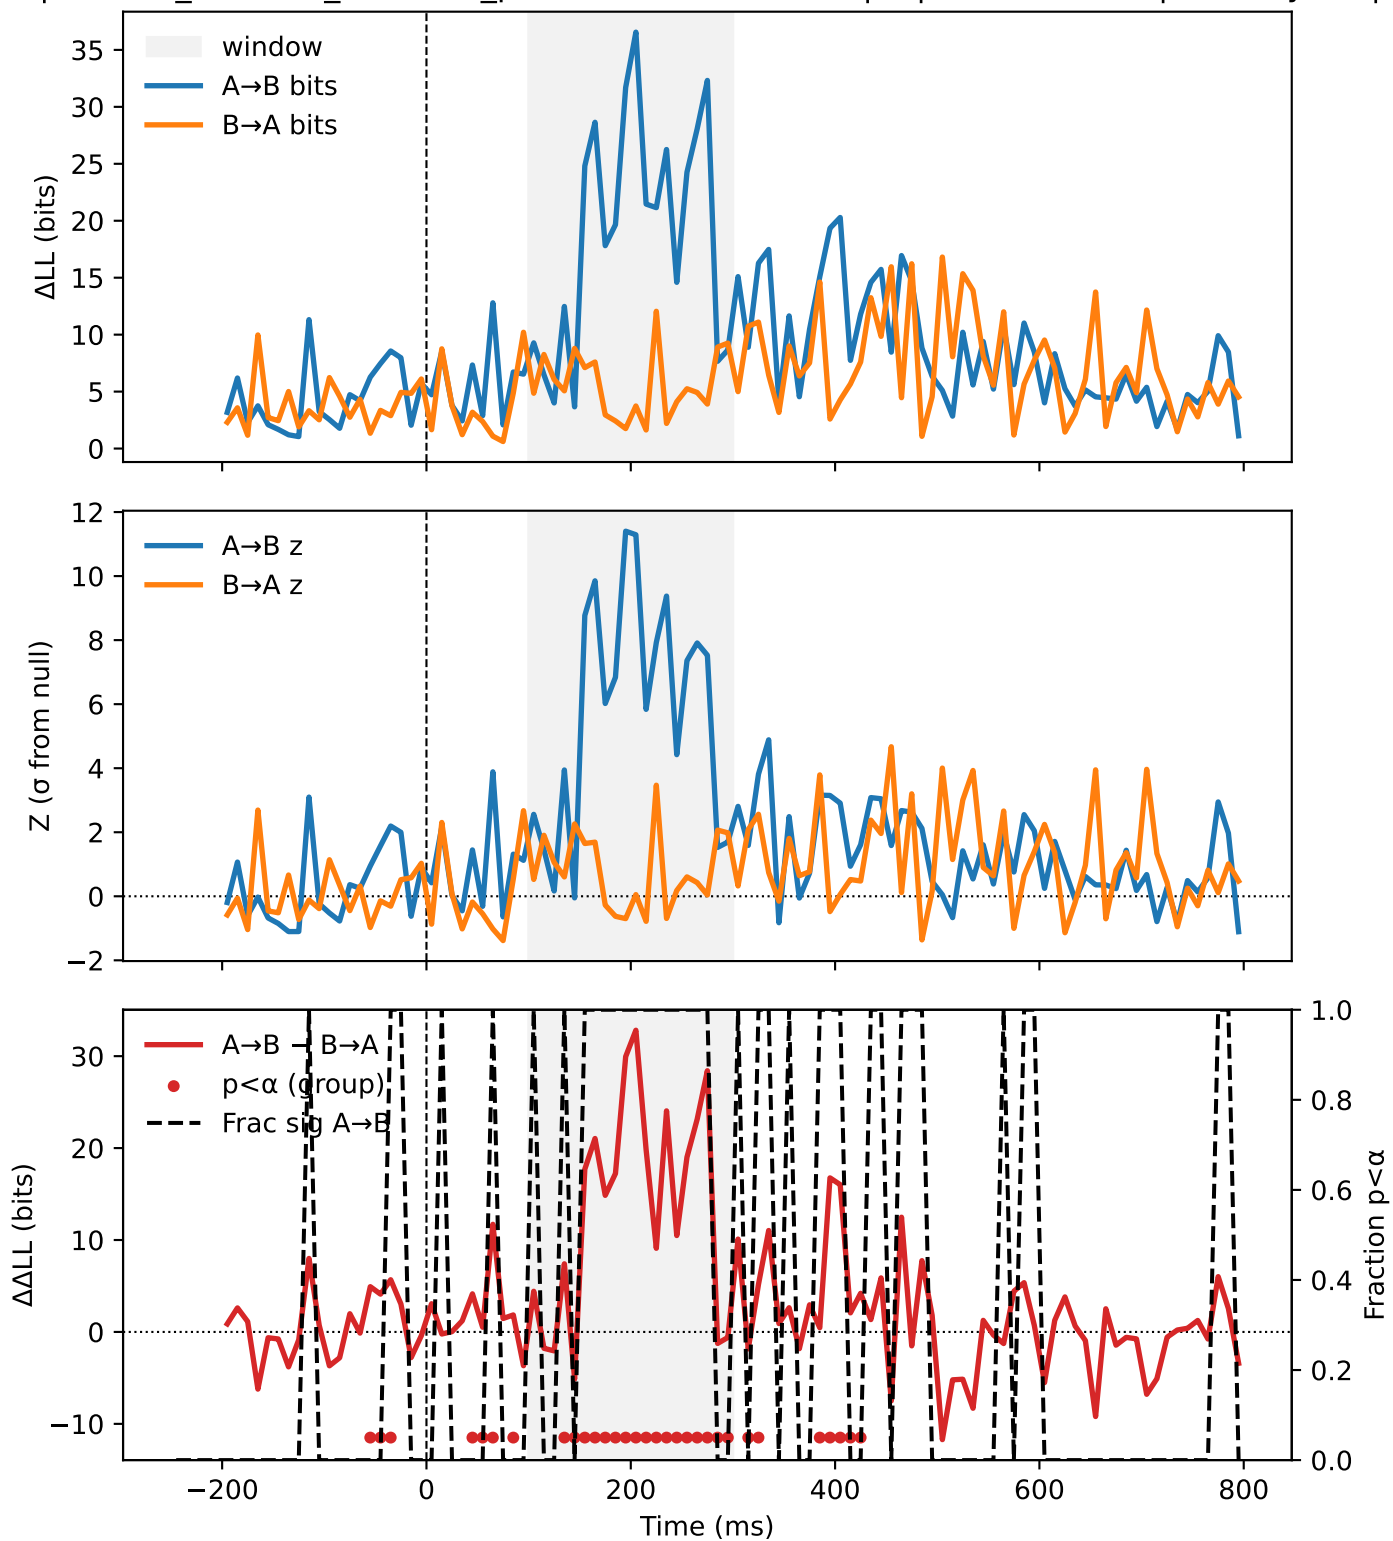 35
30
25
20
15
10
5
0
ΔLL (bits)
window
A→B bits
B→A bits
12
10
8
6
4
2
0
−2
Z (σ from null)
A→B z
B→A z
30
20
10
0
−10
ΔΔLL (bits)
A→B − B→A
p<α (group)
Frac sig A→B
1.0
0.8
0.6
0.4
0.2
0.0
Fraction p<α
−200 0 200 400 600 800
Time (ms)